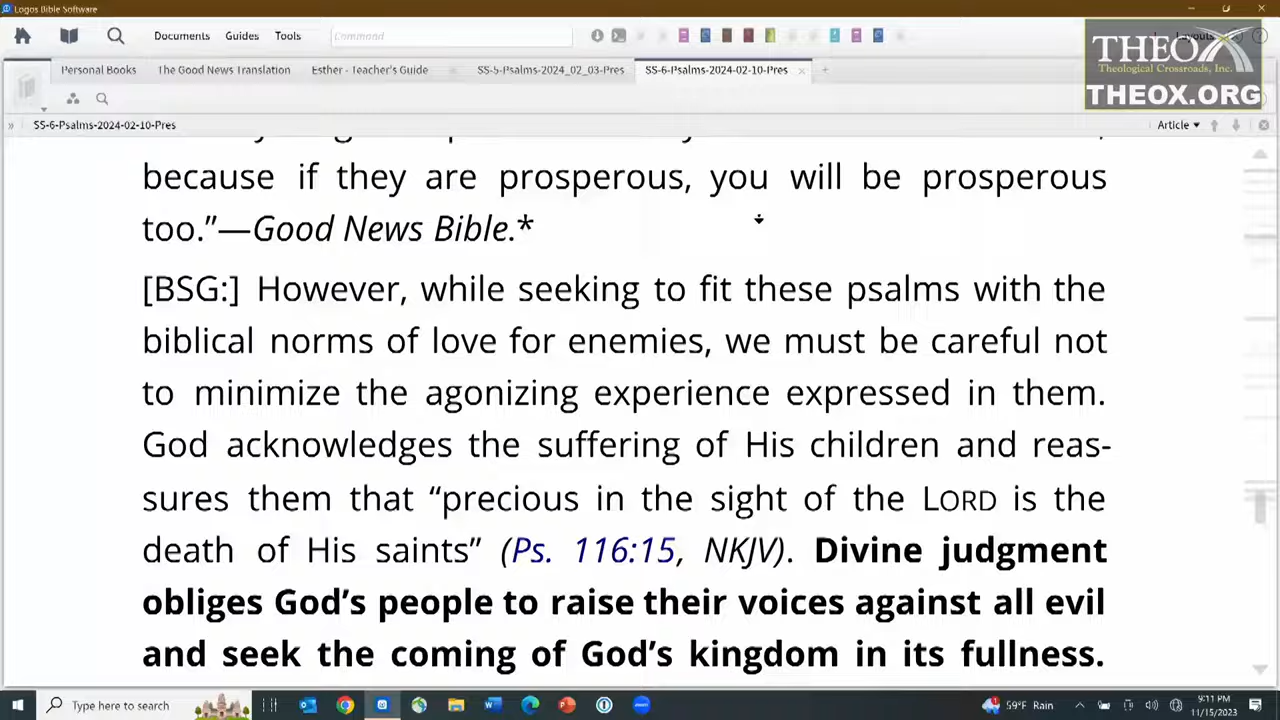 Logos Bible Software
Documents Guides Tools Command Layouts
THEOX
Theological Crossroads, Inc.
THEOX.ORG
Personal Books The Good News Translation Esther - Teacher's Guide S-5-Psalms-2024_02_03-Pres SS-6-Psalms-2024-02-10-Pres +
» SS-6-Psalms-2024-02-10-Pres Article
because if they are prosperous, you will be prosperous
too.”—Good News Bible.*
[BSG:] However, while seeking to fit these psalms with the
biblical norms of love for enemies, we must be careful not
to minimize the agonizing experience expressed in them.
God acknowledges the suffering of His children and reas-
sures them that “precious in the sight of the LORD is the
death of His saints” (Ps. 116:15, NKJV). Divine judgment
obliges God’s people to raise their voices against all evil
and seek the coming of God’s kingdom in its fullness.
Type here to search 59°F Rain 9:11 PM
11/15/2023